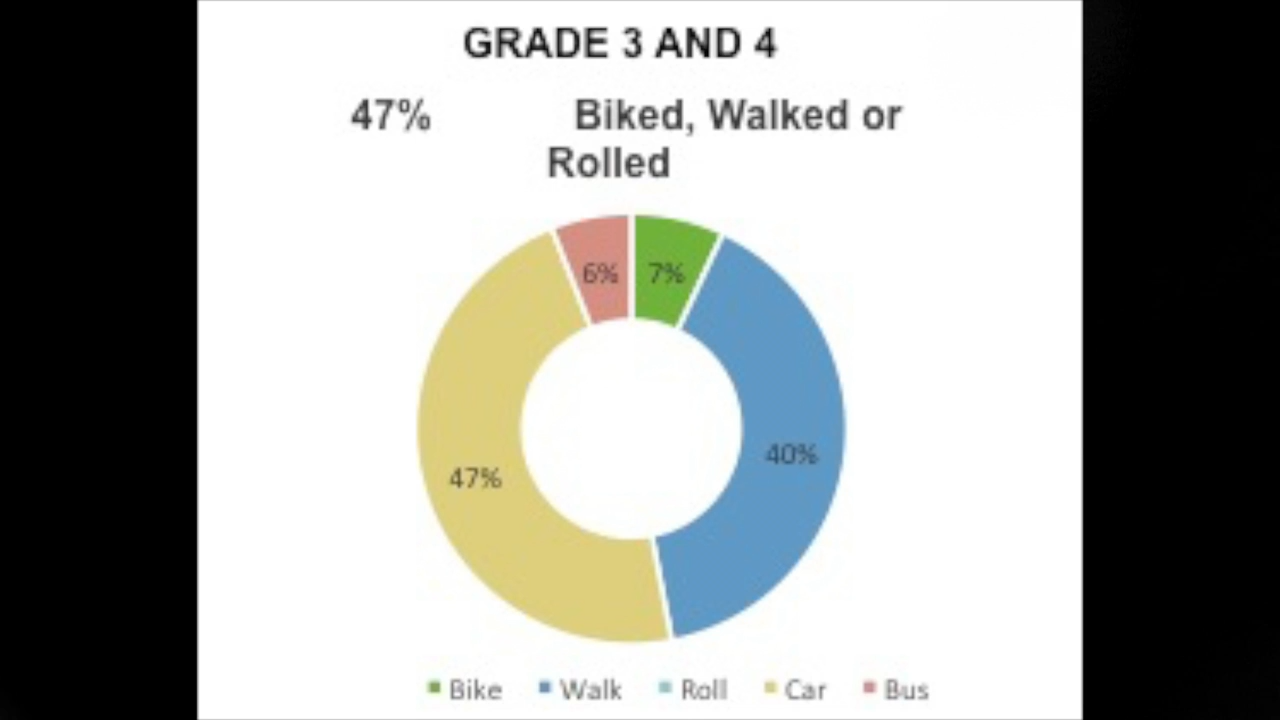 GRADE 3 AND 4
47% Biked, Walked or
Rolled
6% 7%
40%
47%
Bike Walk Roll Car Bus